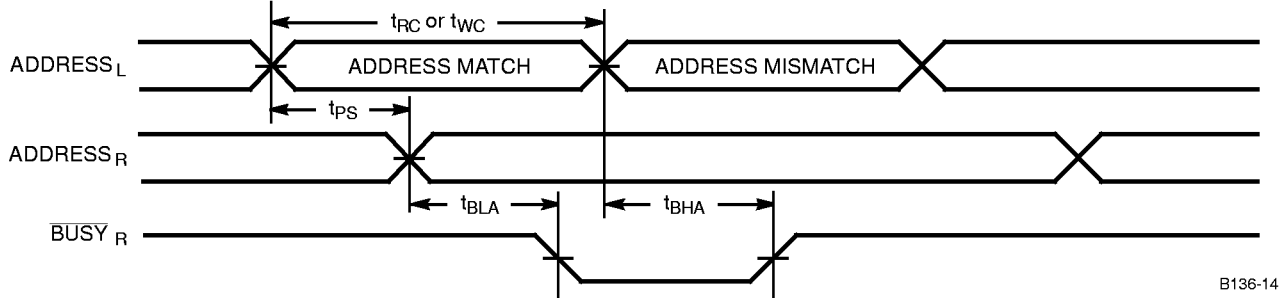 tRC or tWC
ADDRESSL
ADDRESS MATCH
ADDRESS MISMATCH
tPS
ADDRESSR
tBLA
tBHA
BUSYR
B136-14